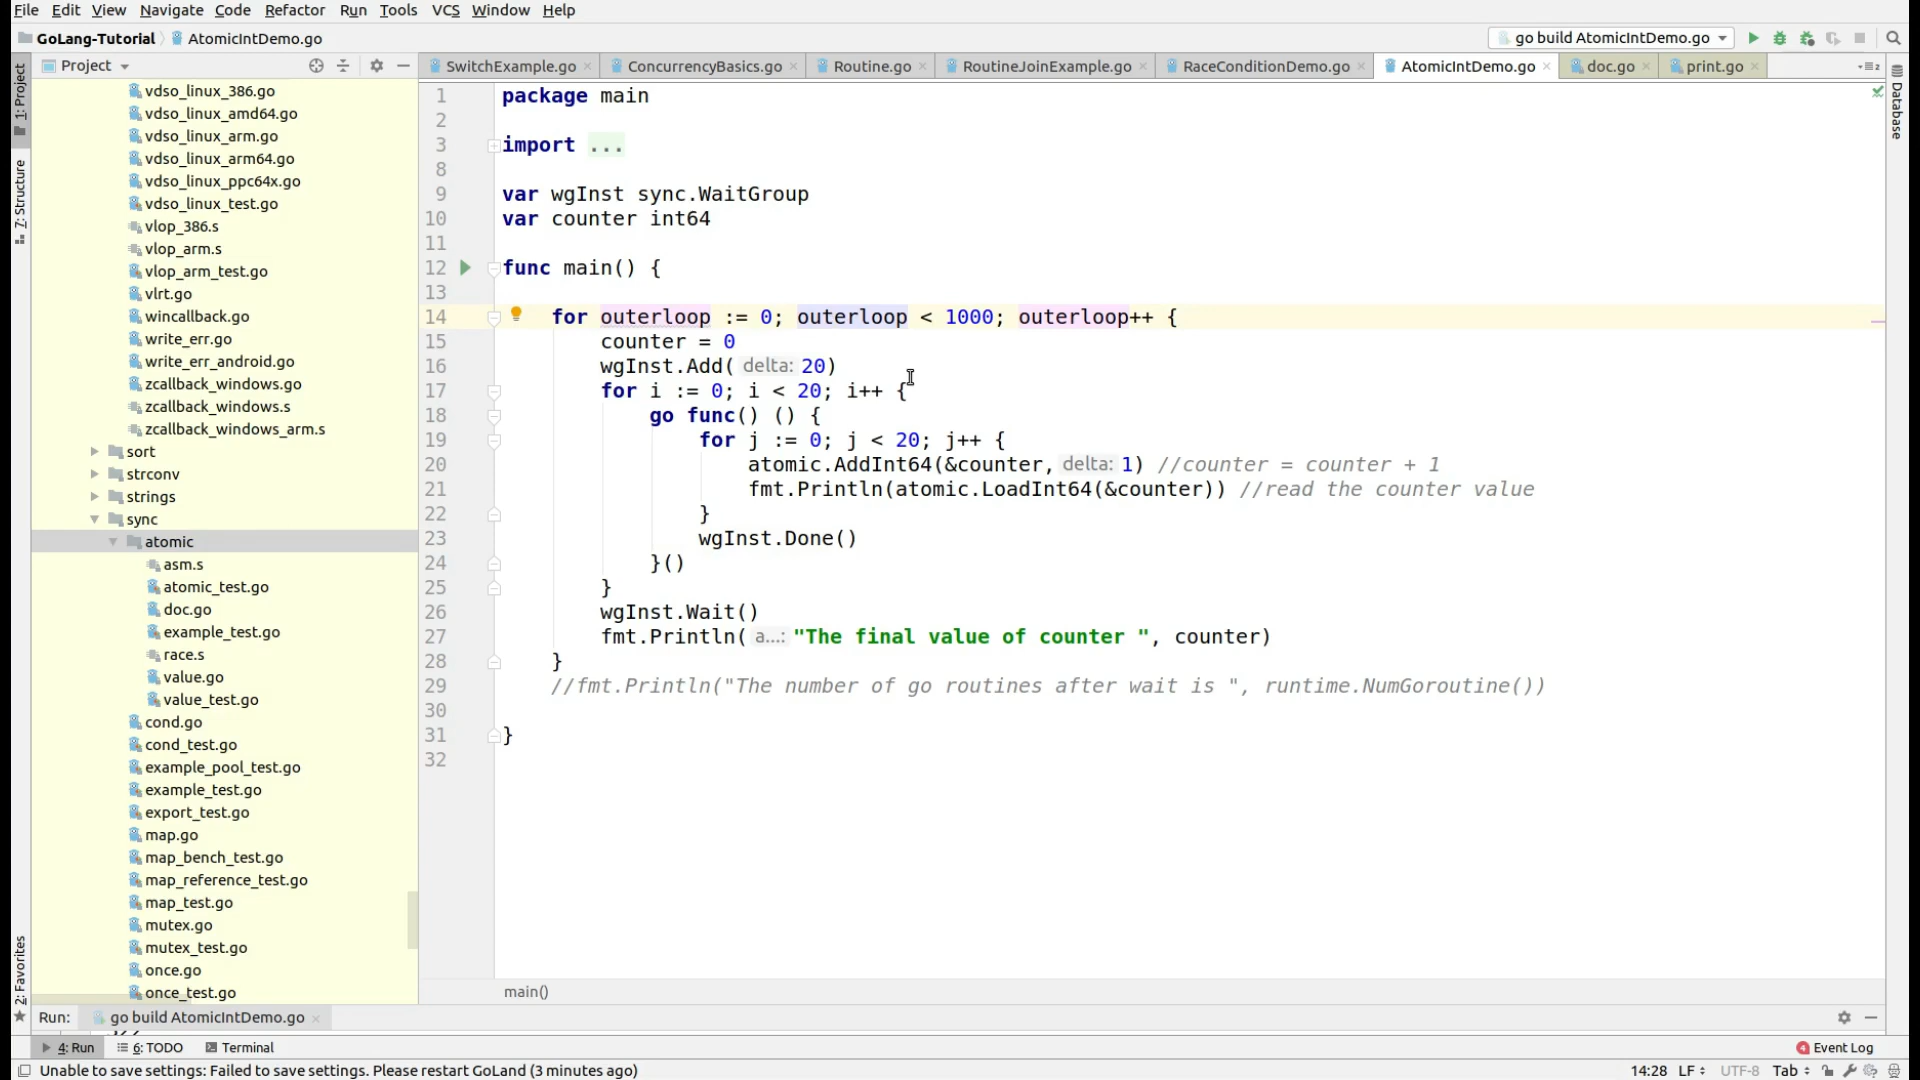 File Edit View Navigate Code Refactor Run Tools VCS Window Help
GoLang-Tutorial AtomicIntDemo.go
go build AtomicIntDemo.go
Project
SwitchExample.go ConcurrencyBasics.go Routine.go RoutineJoinExample.go RaceConditionDemo.go AtomicIntDemo.go doc.go print.go
1: Project
7: Structure
2: Favorites
Database
vdso_linux_386.go
vdso_linux_amd64.go
vdso_linux_arm.go
vdso_linux_arm64.go
vdso_linux_ppc64x.go
vdso_linux_test.go
vlop_386.s
vlop_arm.s
vlop_arm_test.go
vlrt.go
wincallback.go
write_err.go
write_err_android.go
zcallback_windows.go
zcallback_windows.s
zcallback_windows_arm.s
sort
strconv
strings
sync
atomic
asm.s
atomic_test.go
doc.go
example_test.go
race.s
value.go
value_test.go
cond.go
cond_test.go
example_pool_test.go
example_test.go
export_test.go
map.go
map_bench_test.go
map_reference_test.go
map_test.go
mutex.go
mutex_test.go
once.go
once_test.go
1 package main
2
3 import ...
8
9 var wgInst sync.WaitGroup
10 var counter int64
11
12 func main() {
13
14 for outerloop := 0; outerloop < 1000; outerloop++ {
15 counter = 0
16 wgInst.Add( delta: 20)
17 for i := 0; i < 20; i++ {
18 go func() () {
19 for j := 0; j < 20; j++ {
20 atomic.AddInt64(&counter, delta: 1) //counter = counter + 1
21 fmt.Println(atomic.LoadInt64(&counter)) //read the counter value
22 }
23 wgInst.Done()
24 }()
25 }
26 wgInst.Wait()
27 fmt.Println( a...: "The final value of counter ", counter)
28 }
29 //fmt.Println("The number of go routines after wait is ", runtime.NumGoroutine())
30
31 }
32
main()
Run: go build AtomicIntDemo.go
4: Run 6: TODO Terminal
4 Event Log
Unable to save settings: Failed to save settings. Please restart GoLand (3 minutes ago)
14:28 LF UTF-8 Tab